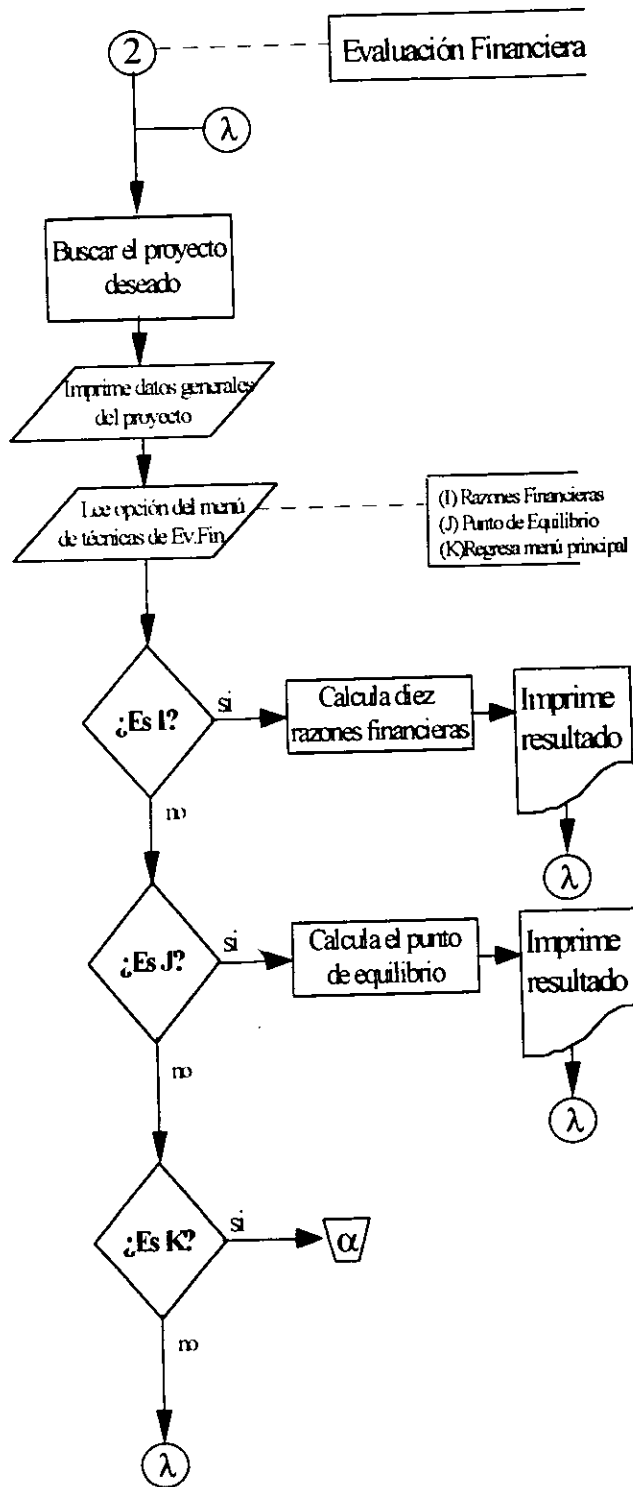 2
Evaluación Financiera
λ
Buscar el proyecto
deseado
Imprime datos generales
del proyecto
Lee opción del menú
de técnicas de Ev.Fin.
(I) Razones Financieras
(J) Punto de Equilibrio
(K)Regresa menú principal
¿Es I?
si
Calcula diez
razones financieras
Imprime
resultado
λ
no
¿Es J?
si
Calcula el punto
de equilibrio
Imprime
resultado
λ
no
¿Es K?
si
α
no
λ